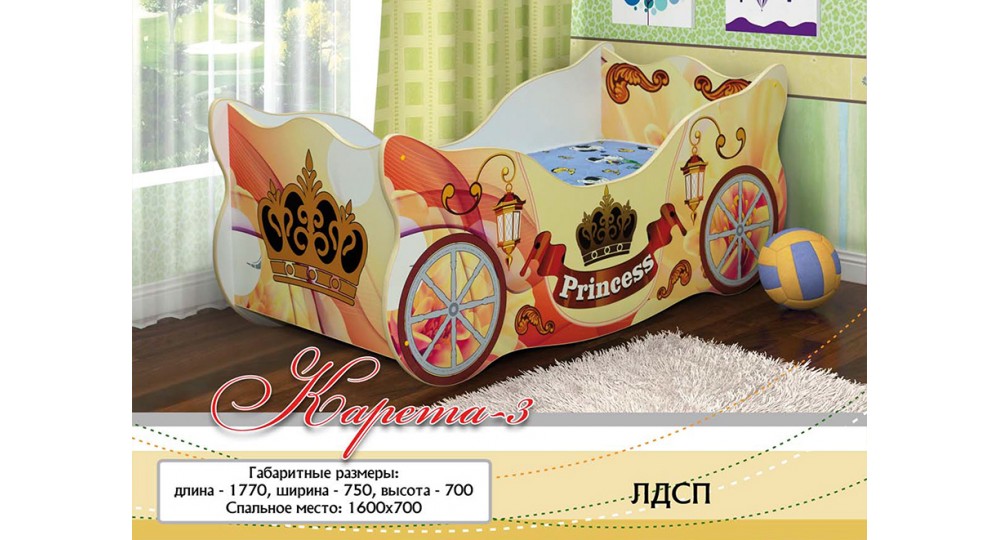 Princess
Карета-3
Габаритные размеры:
длина - 1770, ширина - 750, высота - 700
Спальное место: 1600х700
ЛДСП